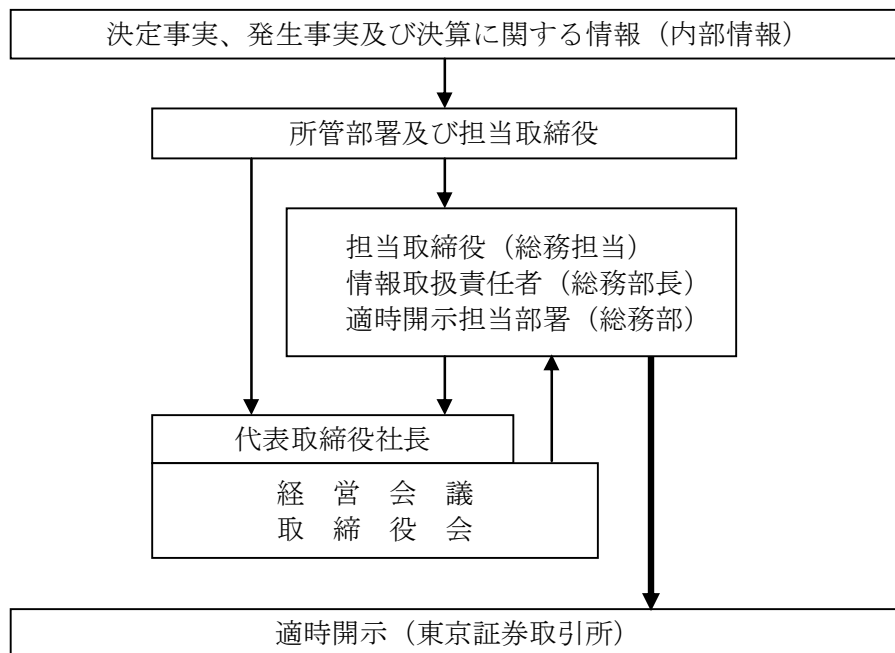 決定事実、発生事実及び決算に関する情報（内部情報）
所管部署及び担当取締役
担当取締役（総務担当）
情報取扱責任者（総務部長）
適時開示担当部署（総務部）
代表取締役社長
経　営　会　議
取　締　役　会
適時開示（東京証券取引所）